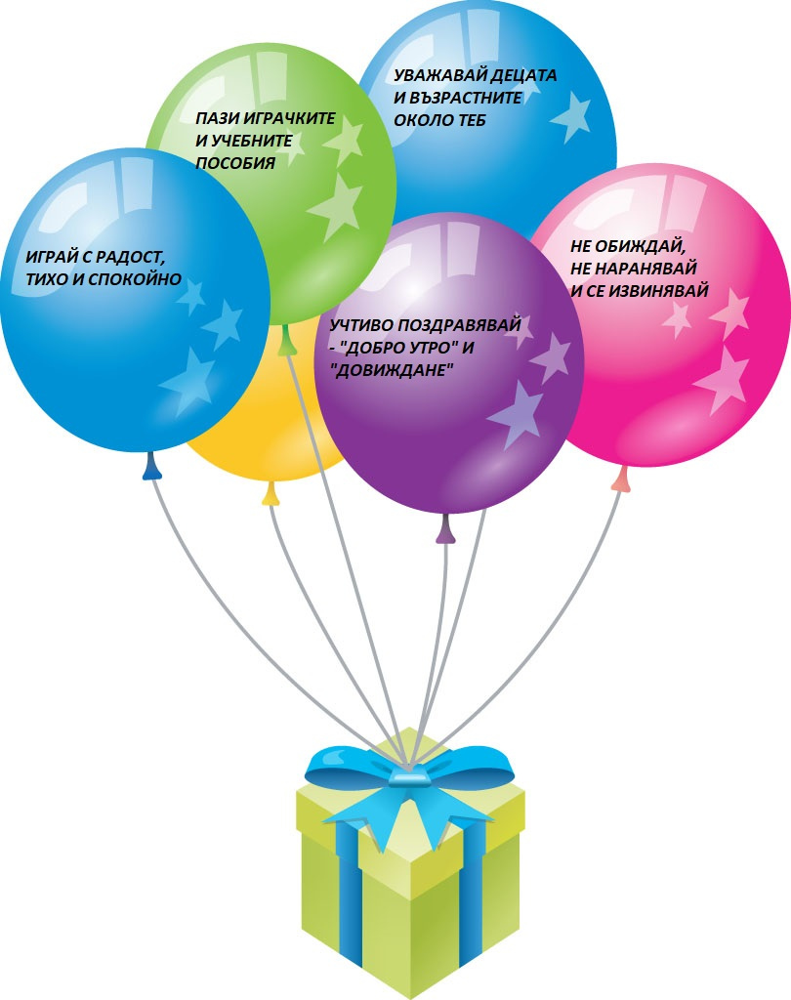 УВАЖАВАЙ ДЕЦАТА
И ВЪЗРАСТНИТЕ
ОКОЛО ТЕБ
ПАЗИ ИГРАЧКИТЕ
И УЧЕБНИТЕ
ПОСОБИЯ
ИГРАЙ С РАДОСТ,
ТИХО И СПОКОЙНО
НЕ ОБИЖДАЙ,
НЕ НАРАНЯВАЙ
И СЕ ИЗВИНЯВАЙ
УЧТИВО ПОЗДРАВЯВАЙ
- "ДОБРО УТРО" И
"ДОВИЖДАНЕ"